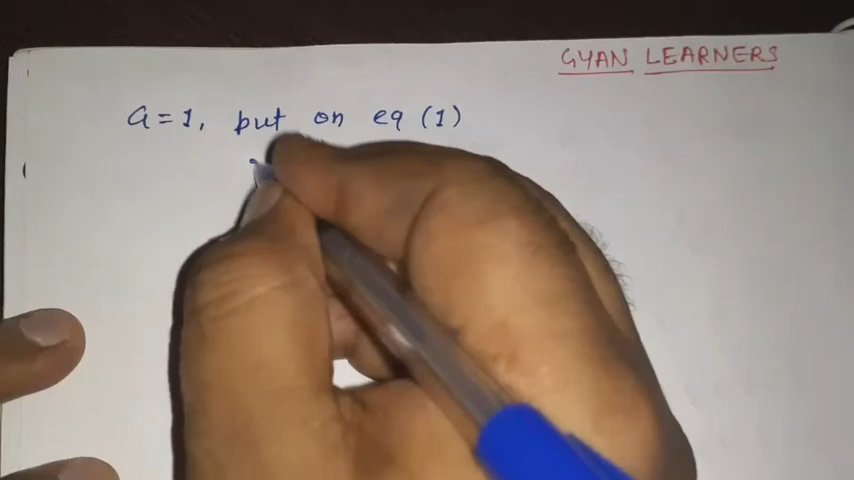 GYAN LEARNERS
a = 1, put on eq (1)